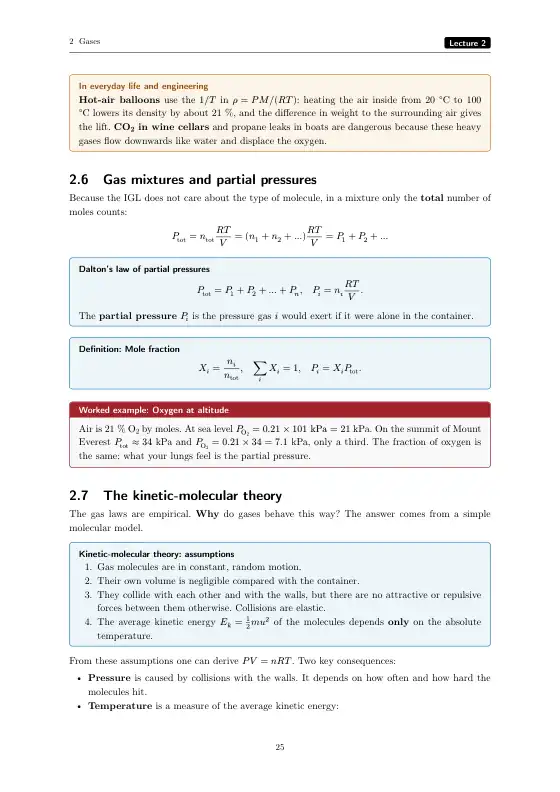 2 Gases
Lecture 2
In everyday life and engineering
Hot-air balloons use the 1/T in ρ = PM/(RT): heating the air inside from 20 °C to 100
°C lowers its density by about 21 %, and the difference in weight to the surrounding air gives
the lift. CO₂ in wine cellars and propane leaks in boats are dangerous because these heavy
gases flow downwards like water and displace the oxygen.
2.6 Gas mixtures and partial pressures
Because the IGL does not care about the type of molecule, in a mixture only the total number of
moles counts:
P_tot = n_tot RT/V = (n₁ + n₂ + ...) RT/V = P₁ + P₂ + ...
Dalton's law of partial pressures
P_tot = P₁ + P₂ + ... + Pₙ, Pᵢ = nᵢ RT/V.
The partial pressure Pᵢ is the pressure gas i would exert if it were alone in the container.
Definition: Mole fraction
Xᵢ = nᵢ/n_tot, ∑ᵢ Xᵢ = 1, Pᵢ = XᵢP_tot.
Worked example: Oxygen at altitude
Air is 21 % O₂ by moles. At sea level P_O₂ = 0.21 × 101 kPa = 21 kPa. On the summit of Mount
Everest P_tot ≈ 34 kPa and P_O₂ = 0.21 × 34 = 7.1 kPa, only a third. The fraction of oxygen is
the same; what your lungs feel is the partial pressure.
2.7 The kinetic-molecular theory
The gas laws are empirical. Why do gases behave this way? The answer comes from a simple
molecular model.
Kinetic-molecular theory: assumptions
1. Gas molecules are in constant, random motion.
2. Their own volume is negligible compared with the container.
3. They collide with each other and with the walls, but there are no attractive or repulsive
forces between them otherwise. Collisions are elastic.
4. The average kinetic energy Eₖ = ½mu² of the molecules depends only on the absolute
temperature.
From these assumptions one can derive PV = nRT. Two key consequences:
• Pressure is caused by collisions with the walls. It depends on how often and how hard the
molecules hit.
• Temperature is a measure of the average kinetic energy:
25